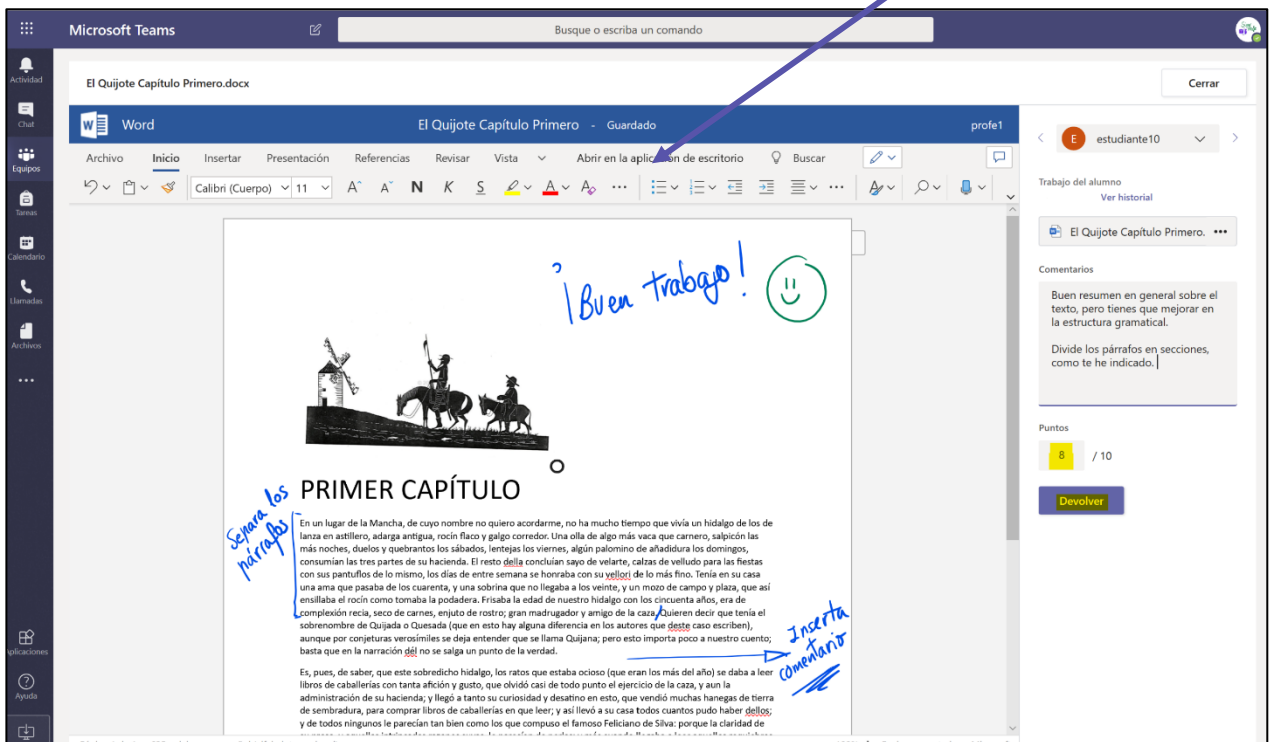 Microsoft Teams
Busque o escriba un comando
Actividad
Chat
Equipos
Tareas
Calendario
Llamadas
Archivos
Ayuda
El Quijote Capítulo Primero.docx
Cerrar
Word
El Quijote Capítulo Primero - Guardado
profe1
Archivo Inicio Insertar Presentación Referencias Revisar Vista Abrir en la aplicación de escritorio Buscar
Calibri (Cuerpo) 11 A A N K S A A
¡Buen trabajo!
PRIMER CAPÍTULO
Separa los
párrafos
En un lugar de la Mancha, de cuyo nombre no quiero acordarme, no ha mucho tiempo que vivía un hidalgo de los de
lanza en astillero, adarga antigua, rocín flaco y galgo corredor. Una olla de algo más vaca que carnero, salpicón las
más noches, duelos y quebrantos los sábados, lentejas los viernes, algún palomino de añadidura los domingos,
consumían las tres partes de su hacienda. El resto della concluían sayo de velarte, calzas de velludo para las fiestas
con sus pantuflos de lo mismo, los días de entre semana se honraba con su vellori de lo más fino. Tenía en su casa
una ama que pasaba de los cuarenta, y una sobrina que no llegaba a los veinte, y un mozo de campo y plaza, que así
ensillaba el rocín como tomaba la podadera. Frisaba la edad de nuestro hidalgo con los cincuenta años, era de
complexión recia, seco de carnes, enjuto de rostro; gran madrugador y amigo de la caza. Quieren decir que tenía el
sobrenombre de Quijada o Quesada (que en esto hay alguna diferencia en los autores que deste caso escriben),
aunque por conjeturas verosímiles se deja entender que se llama Quijana; pero esto importa poco a nuestro cuento;
basta que en la narración dél no se salga un punto de la verdad.
Inserta
comentario
Es, pues, de saber, que este sobredicho hidalgo, los ratos que estaba ocioso (que eran los más del año) se daba a leer
libros de caballerías con tanta afición y gusto, que olvidó casi de todo punto el ejercicio de la caza, y aun la
administración de su hacienda; y llegó a tanto su curiosidad y desatino en esto, que vendió muchas hanegas de tierra
de sembradura, para comprar libros de caballerías en que leer; y así llevó a su casa todos cuantos pudo haber dellos;
y de todos ningunos le parecían tan bien como los que compuso el famoso Feliciano de Silva: porque la claridad de
E estudiante10
Trabajo del alumno
Ver historial
El Quijote Capítulo Primero.
Comentarios
Buen resumen en general sobre el
texto, pero tienes que mejorar en
la estructura gramatical.
Divide los párrafos en secciones,
como te he indicado.
Puntos
8 / 10
Devolver